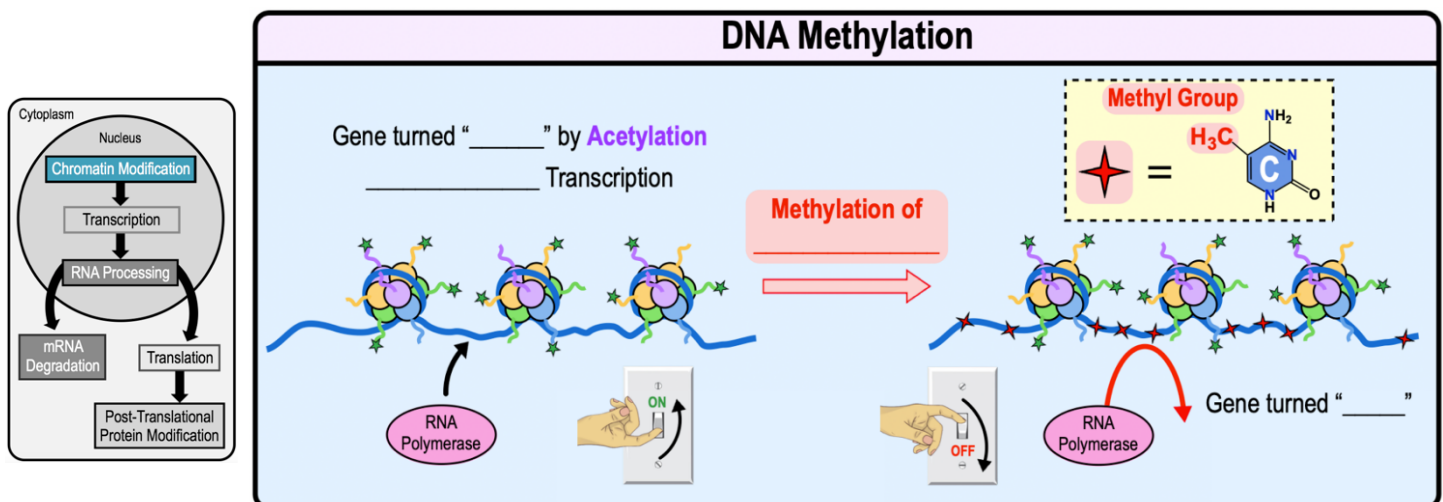 DNA Methylation
Cytoplasm
Nucleus
Chromatin Modification
Transcription
RNA Processing
mRNA
Degradation
Translation
Post-Translational
Protein Modification
Gene turned “______” by Acetylation
_______________ Transcription
Methylation of
_______________
Methyl Group
NH₂
H₃C
N
C
N
H
O
=
RNA
Polymerase
ON
OFF
RNA
Polymerase
Gene turned “_____”